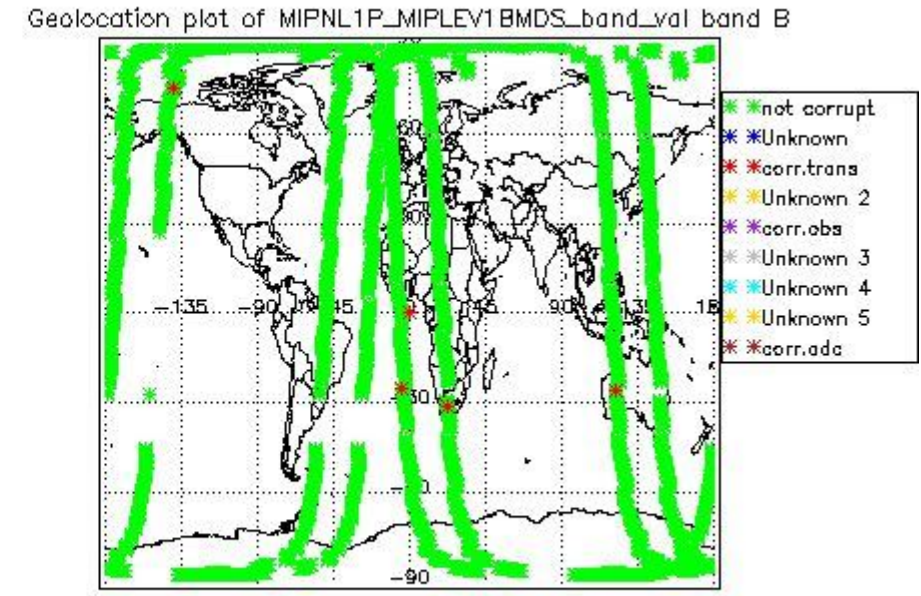 Geolocation plot of MIPNL1P_MIPLEV1BMDS_band_val band B
not corrupt
Unknown
corr.trans
Unknown 2
corr.obs
Unknown 3
Unknown 4
Unknown 5
corr.adc
60
-135 -90 45 90 135
-90